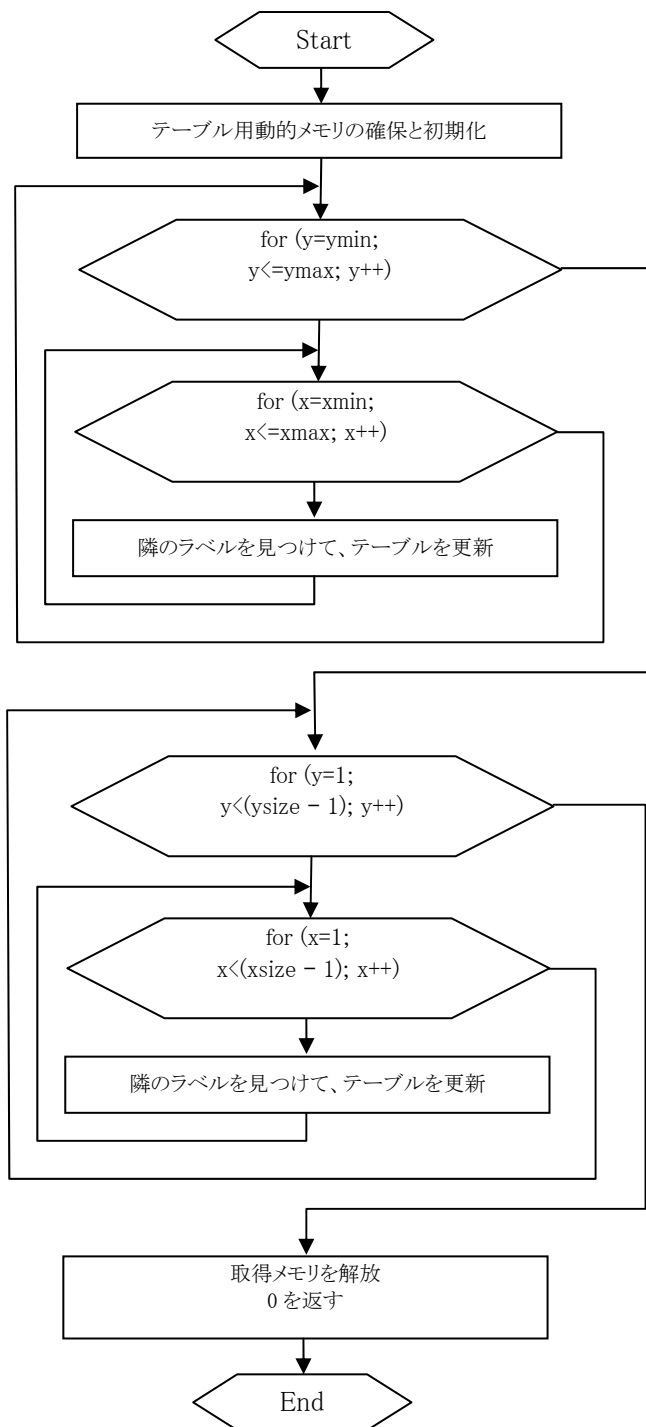 Start
テーブル用動的メモリの確保と初期化
for (y=ymin;
y<=ymax; y++)
for (x=xmin;
x<=xmax; x++)
隣のラベルを見つけて、テーブルを更新
for (y=1;
y<(ysize − 1); y++)
for (x=1;
x<(xsize − 1); x++)
隣のラベルを見つけて、テーブルを更新
取得メモリを解放
0 を返す
End